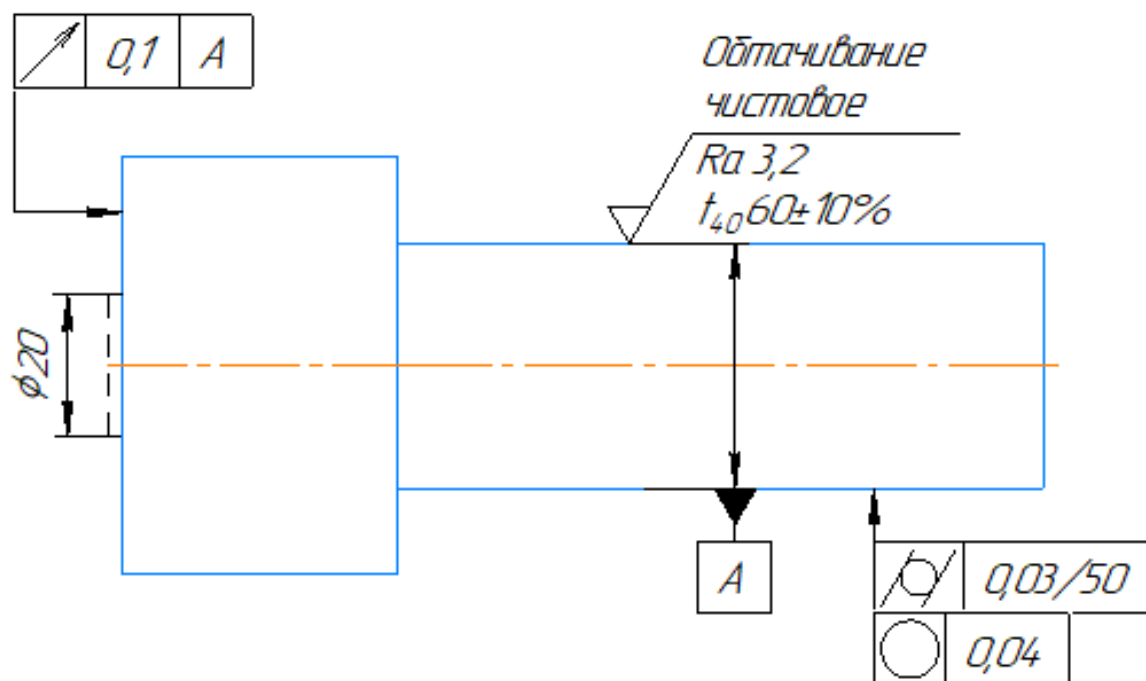 0,1 A
Обтачивание
чистовое
Ra 3,2
t40 60±10%
ϕ20
A
0,03/50
0,04